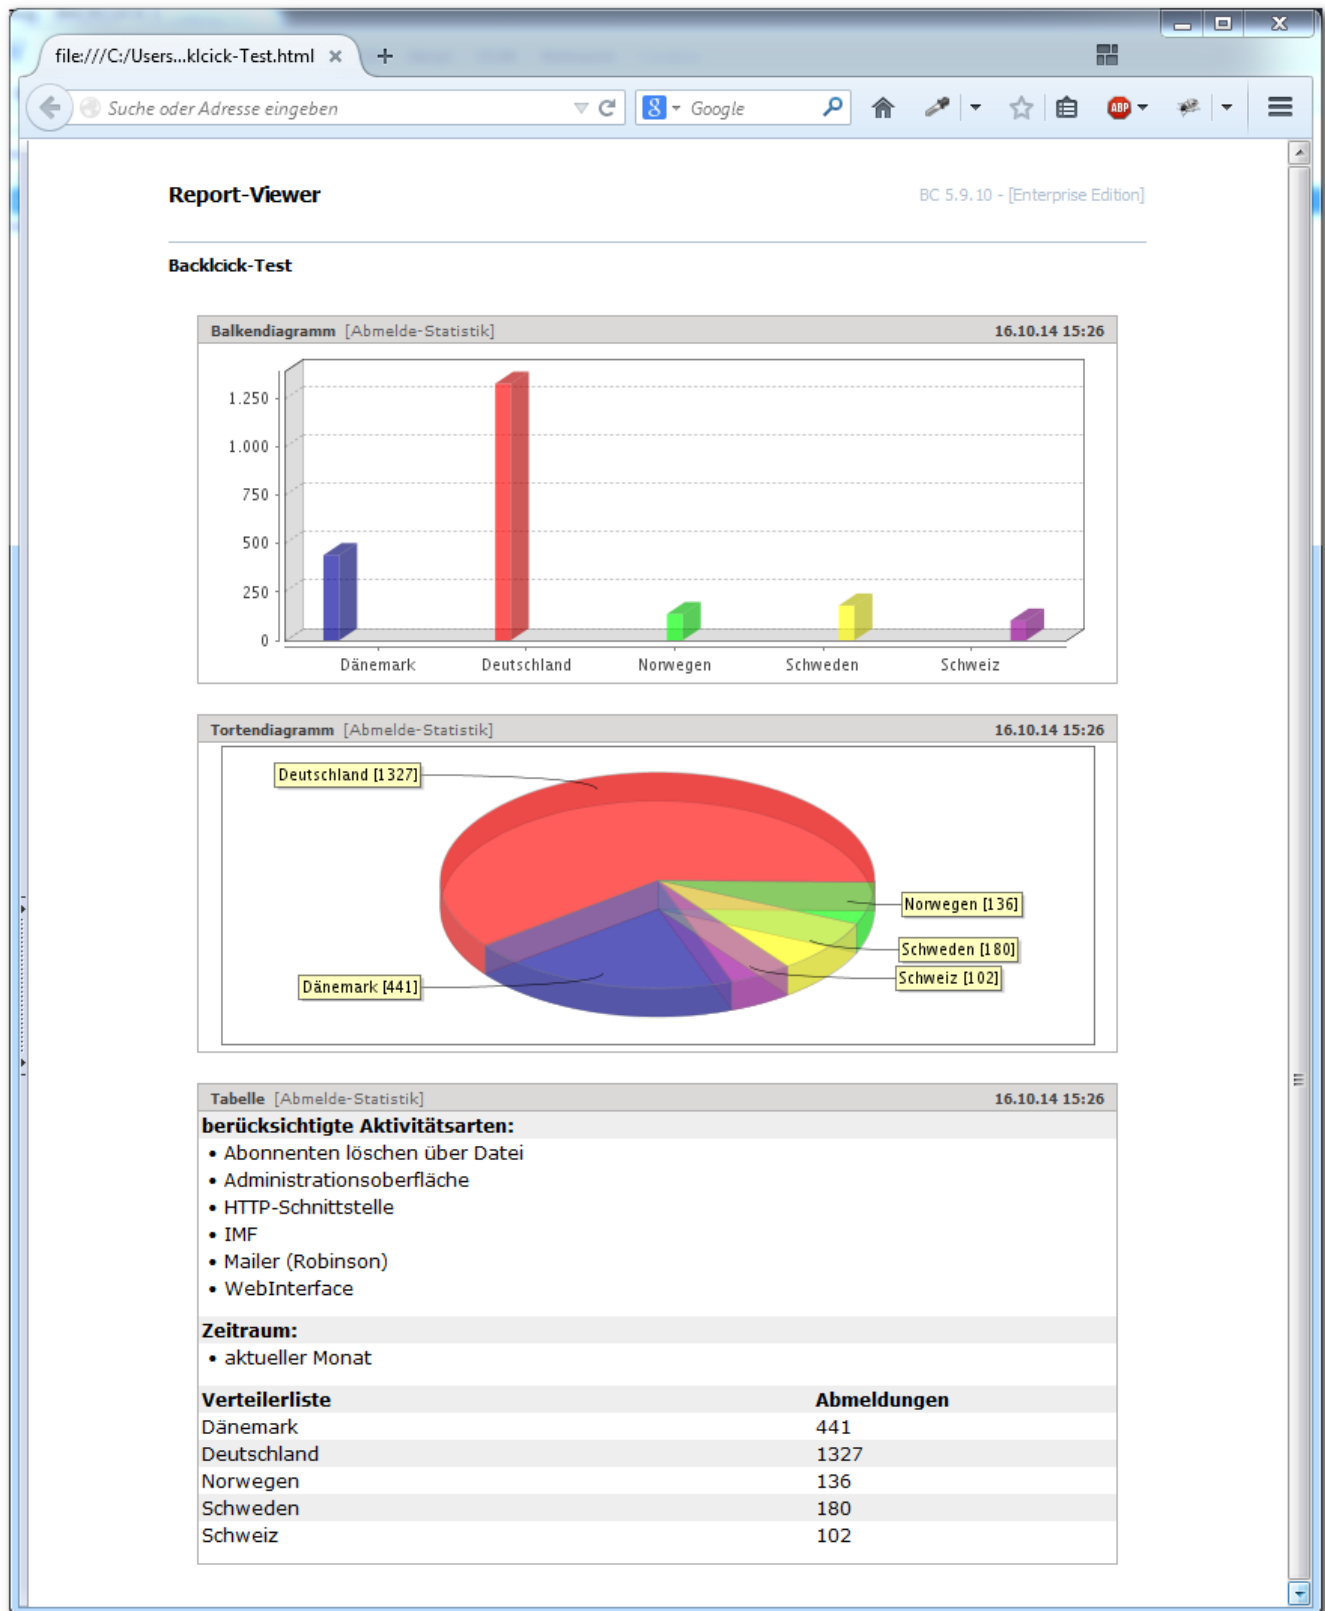 file:///C:/Users...klcick-Test.html
Suche oder Adresse eingeben
8 Google
ABP
Report-Viewer
BC 5.9.10 - [Enterprise Edition]
Backlcick-Test
Balkendiagramm [Abmelde-Statistik] 16.10.14 15:26
1.250
1.000
750
500
250
0
Dänemark Deutschland Norwegen Schweden Schweiz
Tortendiagramm [Abmelde-Statistik] 16.10.14 15:26
Deutschland [1327]
Norwegen [136]
Schweden [180]
Schweiz [102]
Dänemark [441]
Tabelle [Abmelde-Statistik] 16.10.14 15:26
berücksichtigte Aktivitätsarten:
• Abonnenten löschen über Datei
• Administrationsoberfläche
• HTTP-Schnittstelle
• IMF
• Mailer (Robinson)
• WebInterface
Zeitraum:
• aktueller Monat
Verteilerliste Abmeldungen
Dänemark 441
Deutschland 1327
Norwegen 136
Schweden 180
Schweiz 102